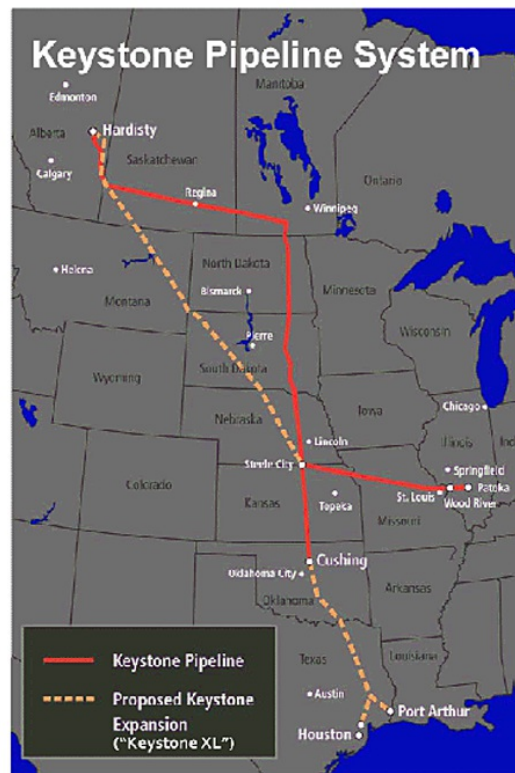 Keystone Pipeline System
Edmonton
Manitoba
Alberta
Hardisty
Saskatchewan
Calgary
Ontario
Regina
Winnipeg
Helena
North Dakota
Bismarck
Minnesota
Montana
Wisconsin
Pierre
South Dakota
Wyoming
Iowa
Chicago
Nebraska
Lincoln
Illinois
Ind
Steele City
Springfield
Colorado
Patoka
Kansas
Topeka
St. Louis
Wood River
Missouri
Cushing
Oklahoma City
Oklahoma
Arkansas
Keystone Pipeline
Texas
Louisiana
Proposed Keystone
Expansion
("Keystone XL")
Austin
Port Arthur
Houston